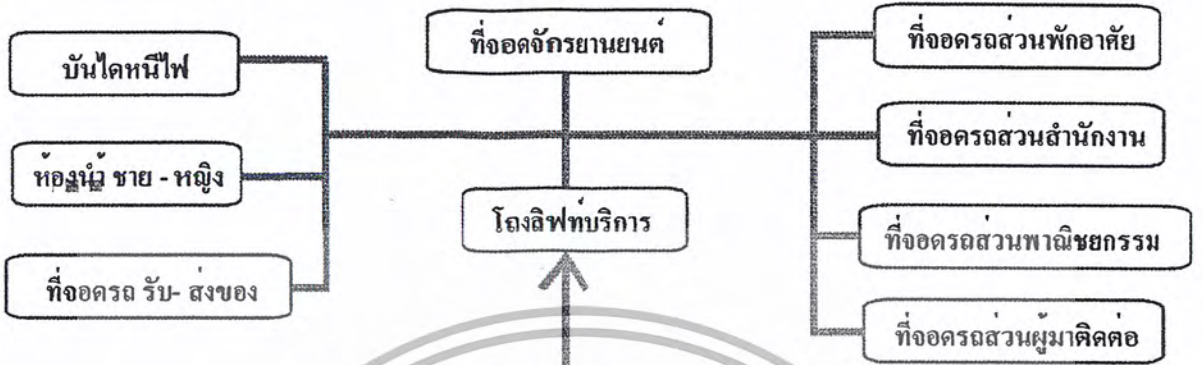 บันไดหนีไฟ
ห้องน้ำ ชาย - หญิง
ที่จอดรถ รับ- ส่งของ
ที่จอดจักรยานยนต์
โถงลิฟท์บริการ
ที่จอดรถส่วนพักอาศัย
ที่จอดรถส่วนสำนักงาน
ที่จอดรถส่วนพาณิชยกรรม
ที่จอดรถส่วนผู้มาติดต่อ